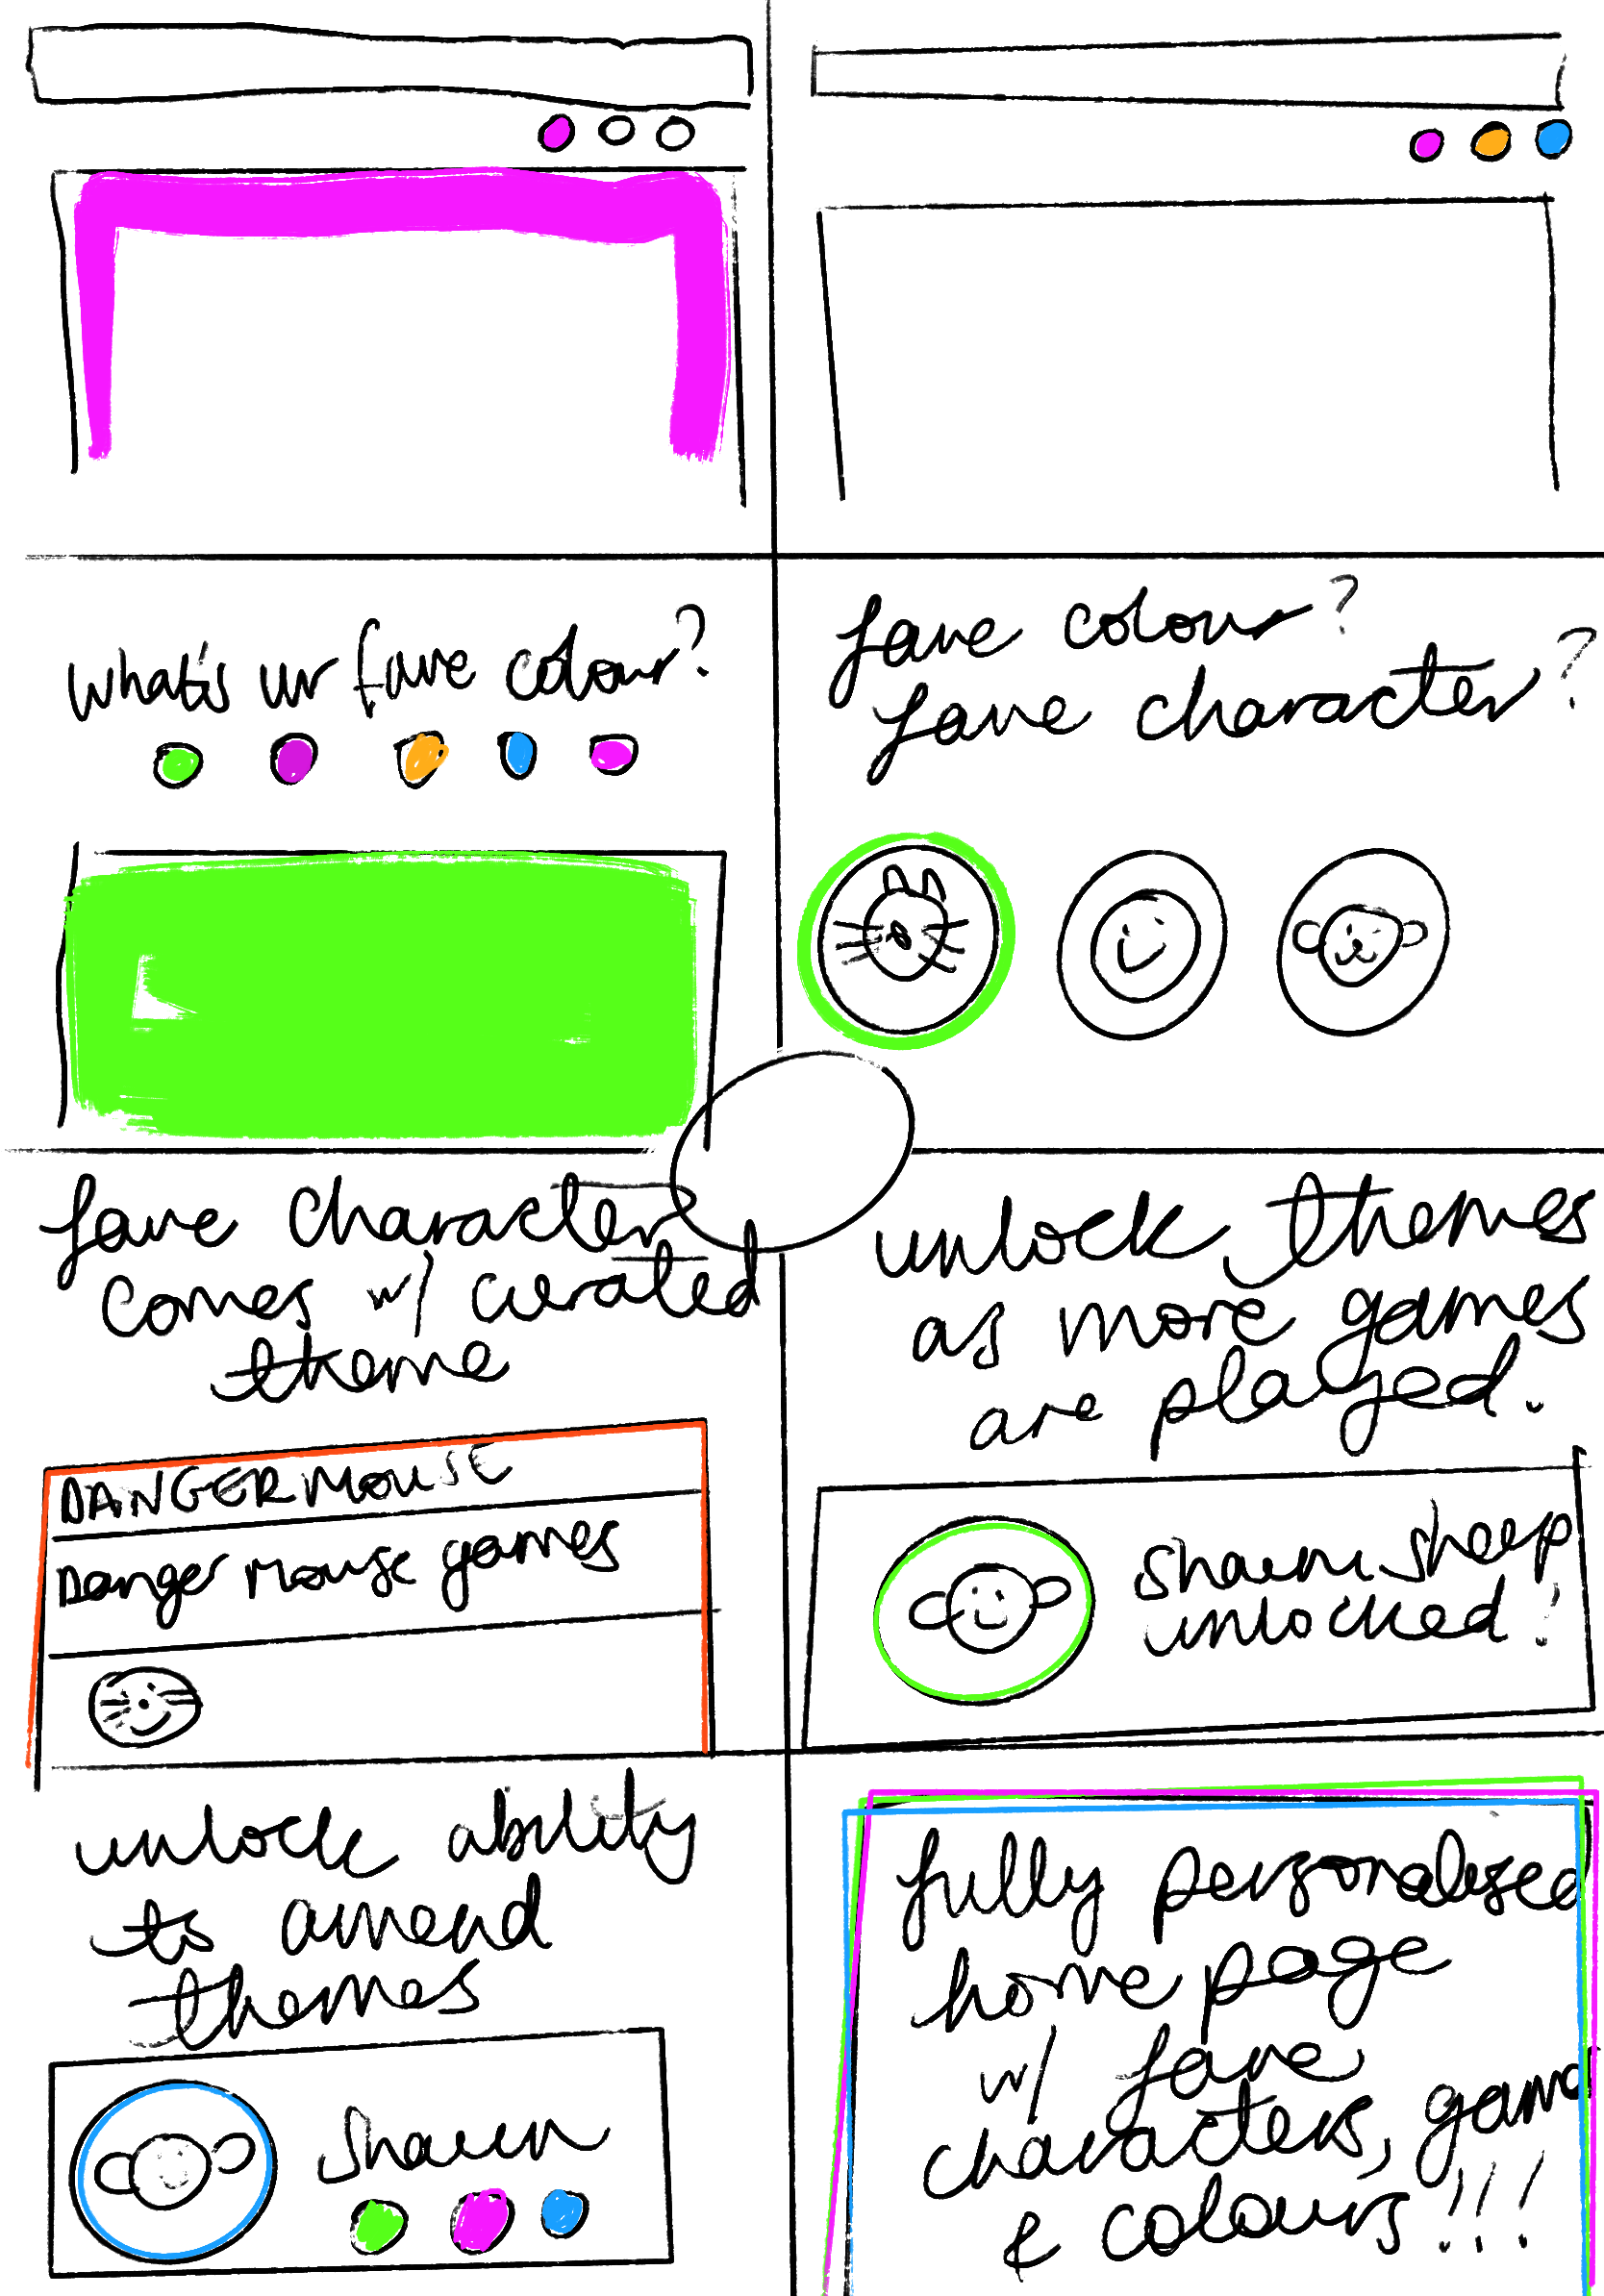 what's ur fave colour?
fave colour?
fave character?
fave character
comes w/ curated
theme
DANGERMOUSE
Danger Mouse games
unlock themes
as more games
are played.
Shaun sheep
unlocked!
unlock ability
to amend
themes
Shaun
fully personalised
home page
w/ fave
characters, game
& colours!!!